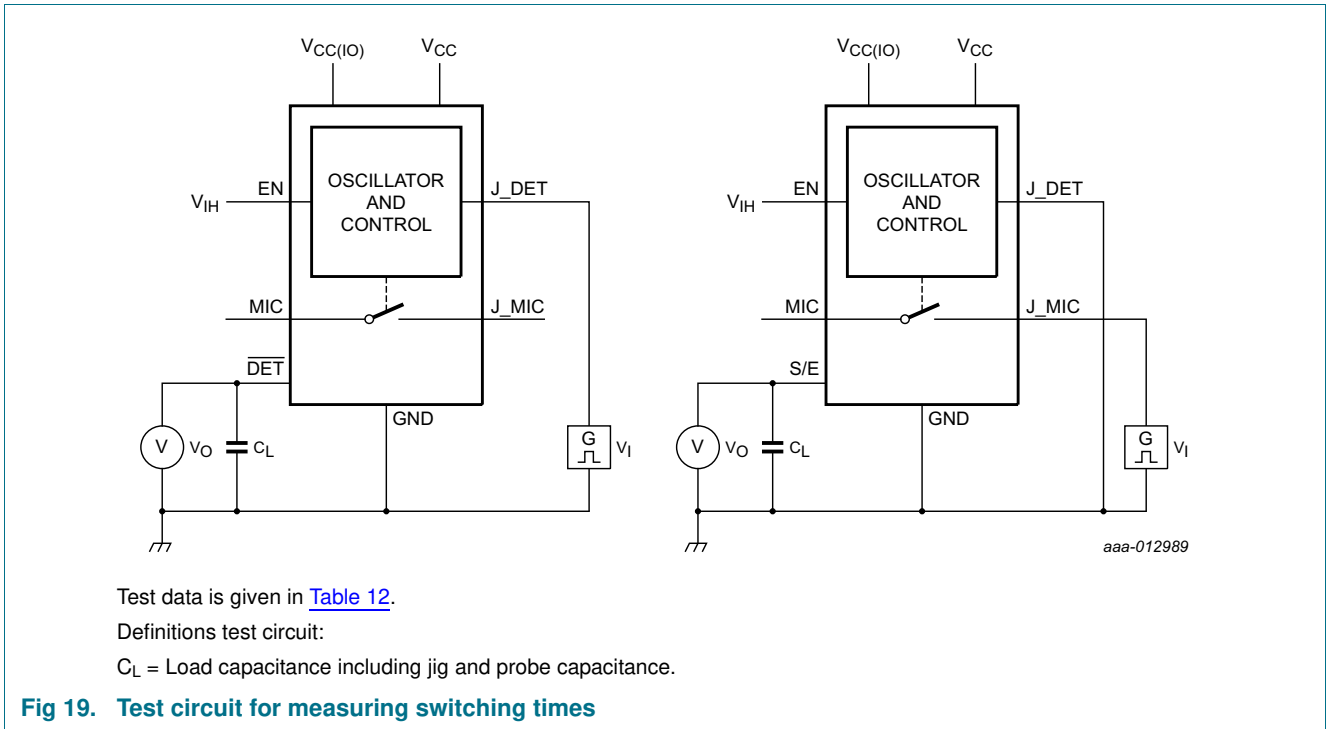 VCC(IO) VCC
EN
VIH
OSCILLATOR
AND
CONTROL
J_DET
MIC
J_MIC
DET
GND
V
VO
CL
G
VI
VCC(IO) VCC
EN
VIH
OSCILLATOR
AND
CONTROL
J_DET
MIC
J_MIC
S/E
GND
V
VO
CL
G
VI
aaa-012989
Test data is given in Table 12.
Definitions test circuit:
CL = Load capacitance including jig and probe capacitance.
Fig 19. Test circuit for measuring switching times